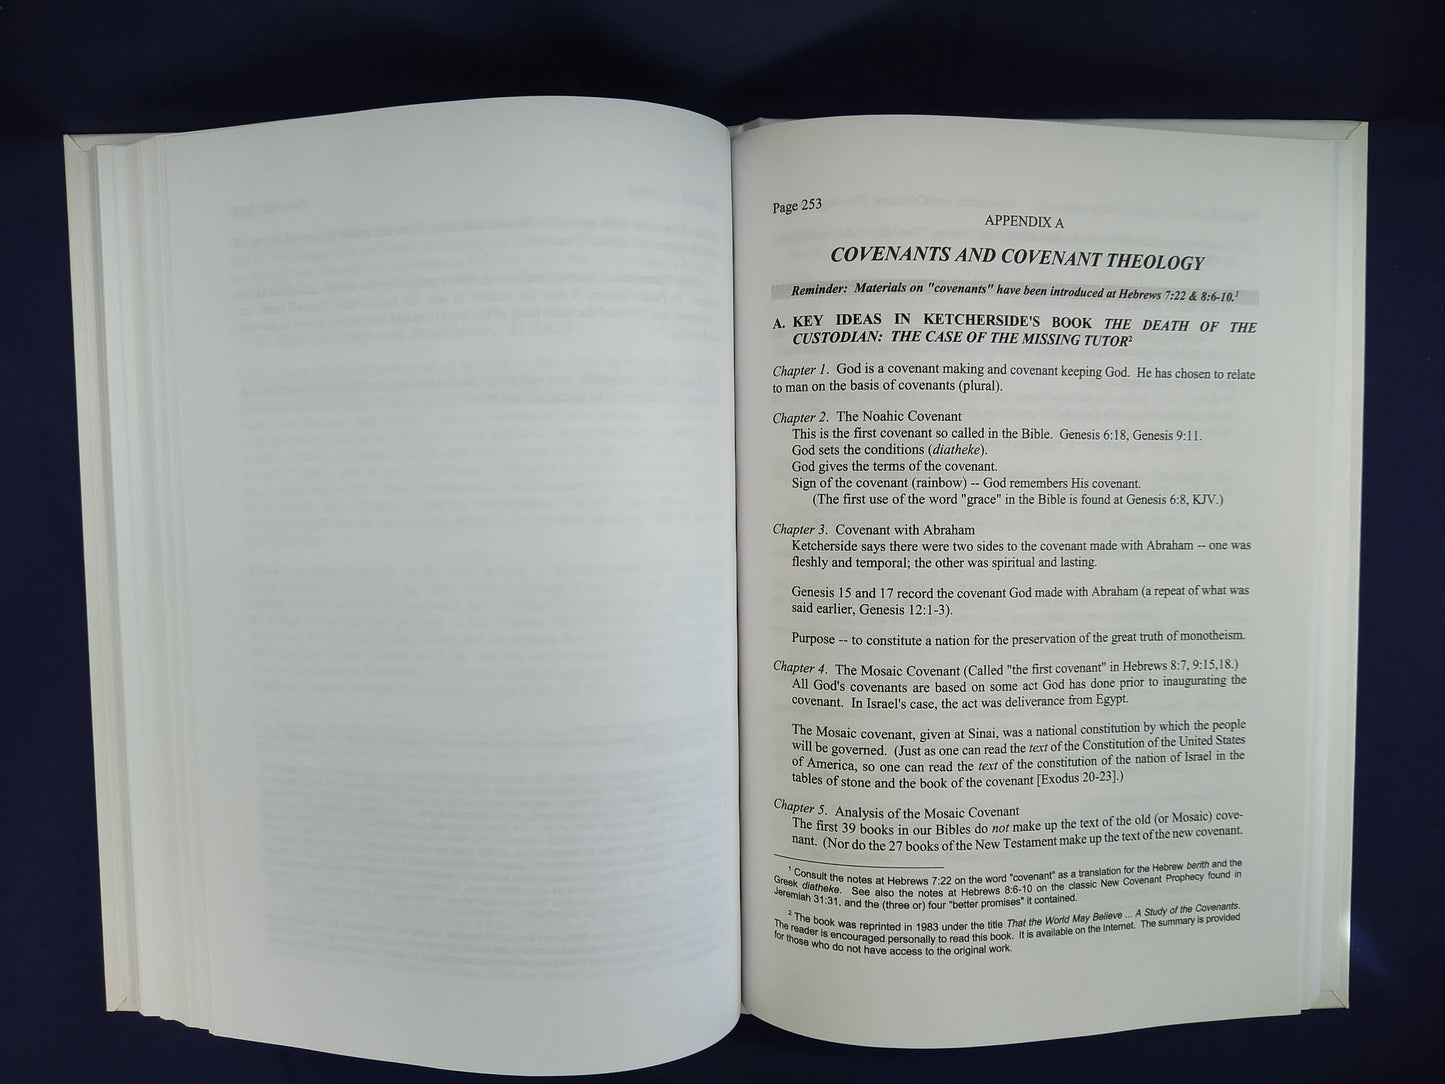 Page 253
APPENDIX A
COVENANTS AND COVENANT THEOLOGY
Reminder: Materials on "covenants" have been introduced at Hebrews 7:22 & 8:6-10.¹
A. KEY IDEAS IN KETCHERSIDE'S BOOK THE DEATH OF THE
CUSTODIAN: THE CASE OF THE MISSING TUTOR²
Chapter 1. God is a covenant making and covenant keeping God. He has chosen to relate
to man on the basis of covenants (plural).
Chapter 2. The Noahic Covenant
This is the first covenant so called in the Bible. Genesis 6:18, Genesis 9:11.
God sets the conditions (diatheke).
God gives the terms of the covenant.
Sign of the covenant (rainbow) -- God remembers His covenant.
(The first use of the word "grace" in the Bible is found at Genesis 6:8, KJV.)
Chapter 3. Covenant with Abraham
Ketcherside says there were two sides to the covenant made with Abraham -- one was
fleshly and temporal; the other was spiritual and lasting.
Genesis 15 and 17 record the covenant God made with Abraham (a repeat of what was
said earlier, Genesis 12:1-3).
Purpose -- to constitute a nation for the preservation of the great truth of monotheism.
Chapter 4. The Mosaic Covenant (Called "the first covenant" in Hebrews 8:7, 9:15,18.)
All God's covenants are based on some act God has done prior to inaugurating the
covenant. In Israel's case, the act was deliverance from Egypt.
The Mosaic covenant, given at Sinai, was a national constitution by which the people
will be governed. (Just as one can read the text of the Constitution of the United States
of America, so one can read the text of the constitution of the nation of Israel in the
tables of stone and the book of the covenant [Exodus 20-23].)
Chapter 5. Analysis of the Mosaic Covenant
The first 39 books in our Bibles do not make up the text of the old (or Mosaic) cove-
nant. (Nor do the 27 books of the New Testament make up the text of the new covenant.
¹ Consult the notes at Hebrews 7:22 on the word "covenant" as a translation for the Hebrew berith and the
Greek diatheke. See also the notes at Hebrews 8:6-10 on the classic New Covenant Prophecy found in
Jeremiah 31:31, and the (three or) four "better promises" it contained.
² The book was reprinted in 1983 under the title That the World May Believe ... A Study of the Covenants.
The reader is encouraged personally to read this book. It is available on the Internet. The summary is provided
for those who do not have access to the original work.